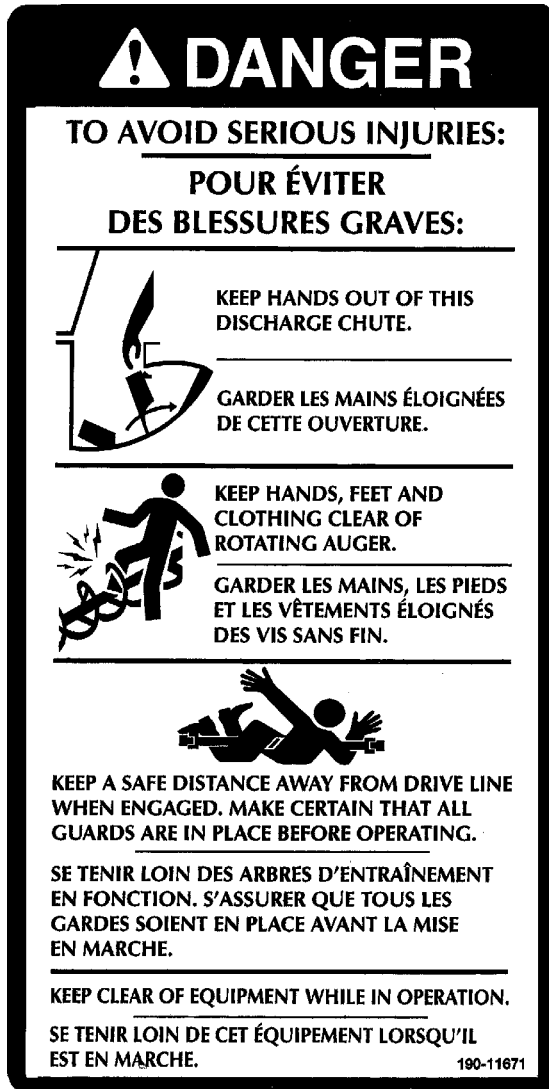 DANGER
TO AVOID SERIOUS INJURIES:
POUR ÉVITER
DES BLESSURES GRAVES:
KEEP HANDS OUT OF THIS
DISCHARGE CHUTE.
GARDER LES MAINS ÉLOIGNÉES
DE CETTE OUVERTURE.
KEEP HANDS, FEET AND
CLOTHING CLEAR OF
ROTATING AUGER.
GARDER LES MAINS, LES PIEDS
ET LES VÊTEMENTS ÉLOIGNÉS
DES VIS SANS FIN.
KEEP A SAFE DISTANCE AWAY FROM DRIVE LINE
WHEN ENGAGED. MAKE CERTAIN THAT ALL
GUARDS ARE IN PLACE BEFORE OPERATING.
SE TENIR LOIN DES ARBRES D'ENTRAÎNEMENT
EN FONCTION. S'ASSURER QUE TOUS LES
GARDES SOIENT EN PLACE AVANT LA MISE
EN MARCHE.
KEEP CLEAR OF EQUIPMENT WHILE IN OPERATION.
SE TENIR LOIN DE CET ÉQUIPEMENT LORSQU'IL
EST EN MARCHE.
190-11671